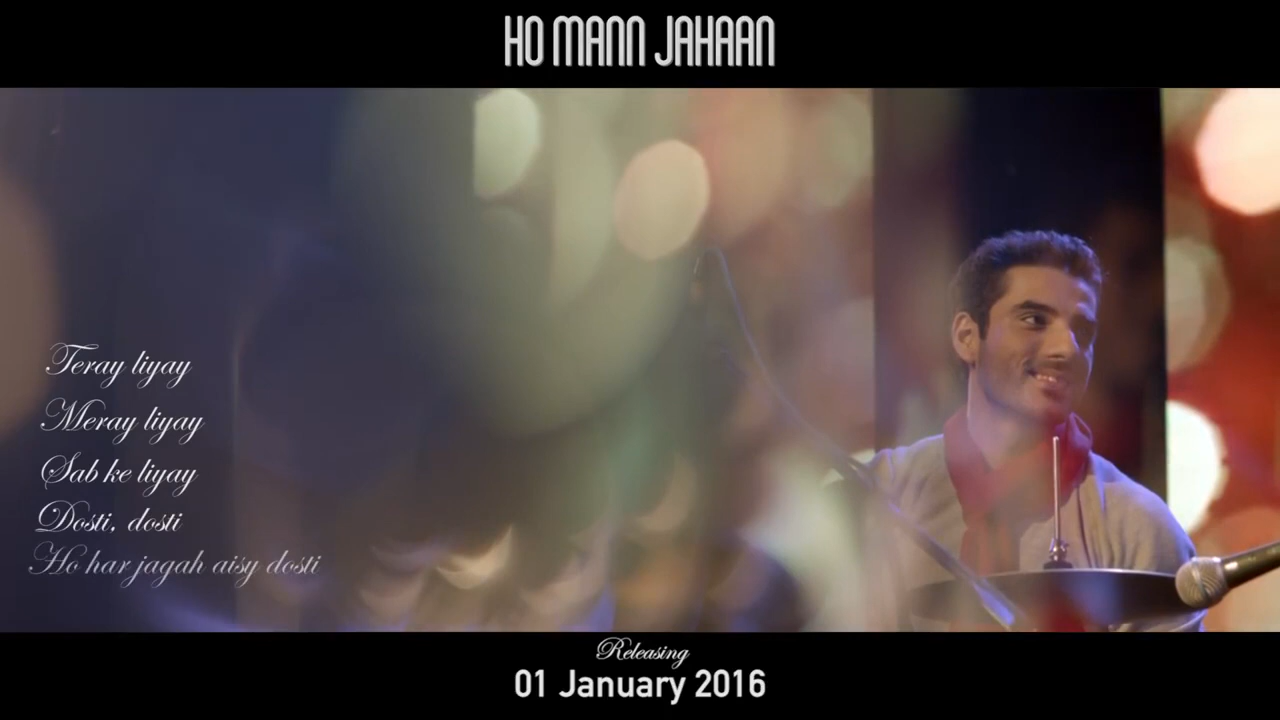 HO MANN JAHAAN
Teray liyay
Meray liyay
Sab ke liyay
Dosti, dosti
Ho har jagah aisy dosti
Releasing
01 January 2016